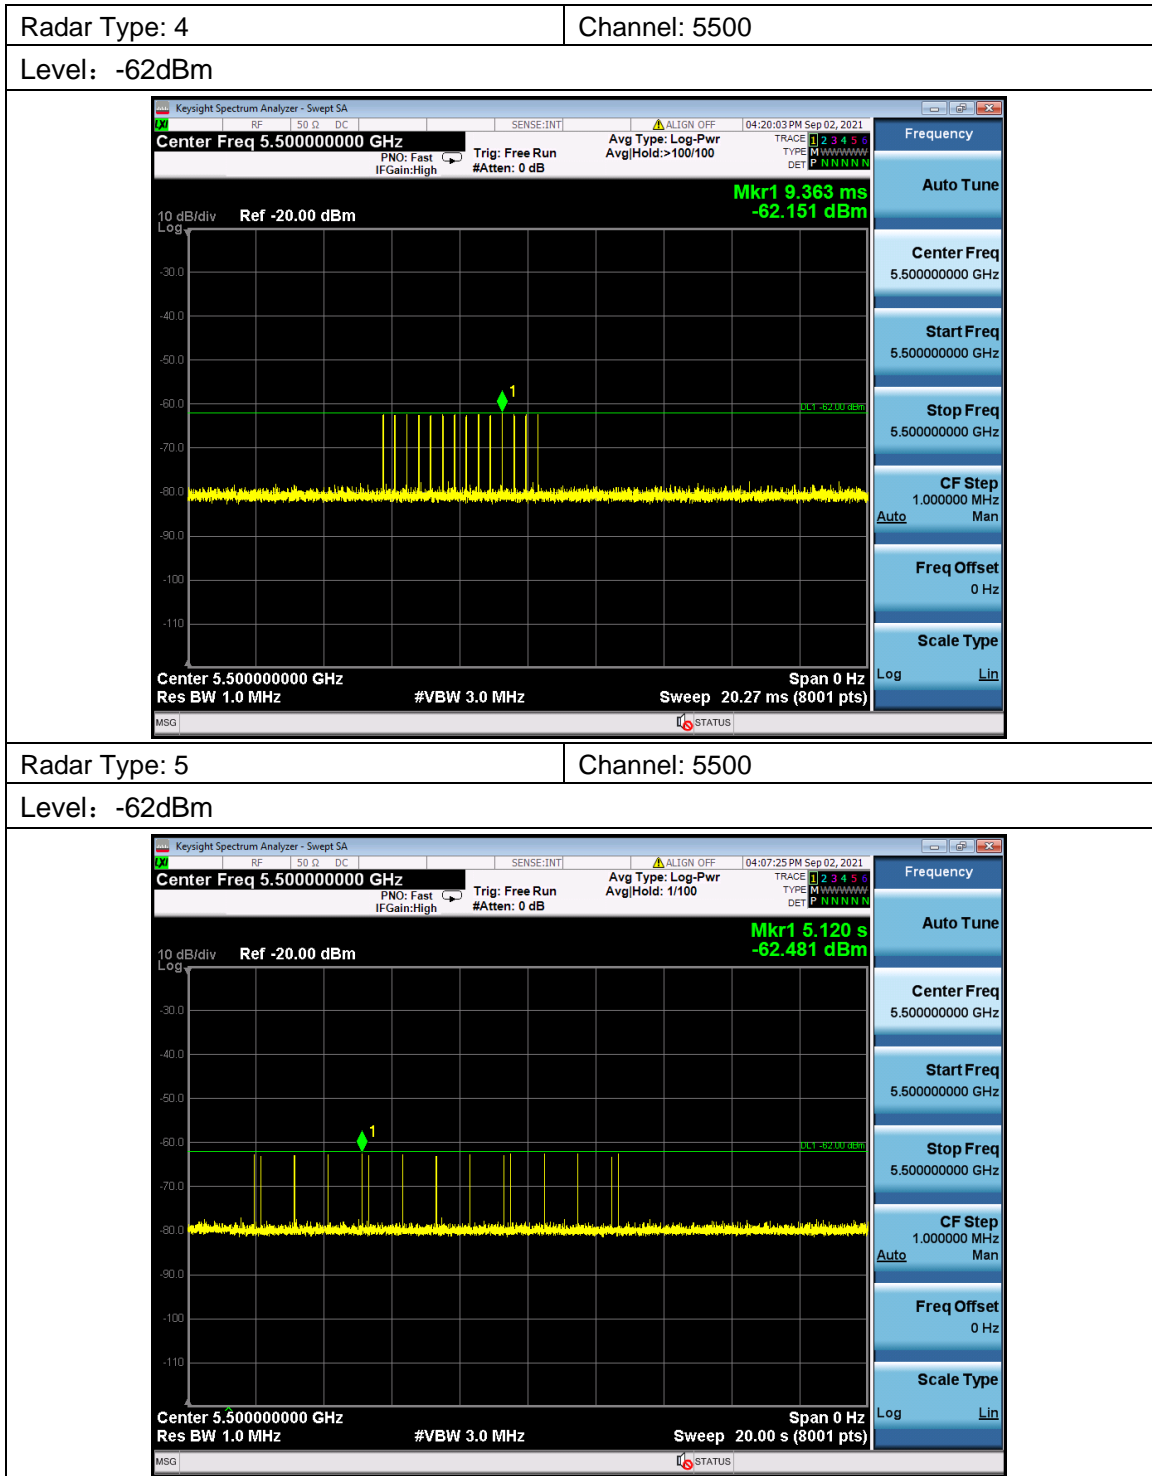 Radar Type: 4 Channel: 5500
Level：-62dBm
Keysight Spectrum Analyzer - Swept SA
LXI RF 50 Ω DC SENSE:INT ALIGN OFF 04:20:03 PM Sep 02, 2021
Center Freq 5.500000000 GHz Avg Type: Log-Pwr TRACE 1 2 3 4 5 6
PNO: Fast Trig: Free Run Avg|Hold:>100/100 TYPE M WWWWW
IFGain:High #Atten: 0 dB DET P N N N N N
Frequency
Mkr1 9.363 ms
-62.151 dBm
10 dB/div Ref -20.00 dBm
Log
-30.0
-40.0
-50.0
-60.0
-70.0
-80.0
-90.0
-100
-110
1
DL1 -62.00 dBm
Center 5.500000000 GHz Span 0 Hz
Res BW 1.0 MHz #VBW 3.0 MHz Sweep 20.27 ms (8001 pts)
MSG STATUS
Auto Tune
Center Freq
5.500000000 GHz
Start Freq
5.500000000 GHz
Stop Freq
5.500000000 GHz
CF Step
1.000000 MHz
Auto Man
Freq Offset
0 Hz
Scale Type
Log Lin
Radar Type: 5 Channel: 5500
Level：-62dBm
Keysight Spectrum Analyzer - Swept SA
LXI RF 50 Ω DC SENSE:INT ALIGN OFF 04:07:25 PM Sep 02, 2021
Center Freq 5.500000000 GHz Avg Type: Log-Pwr TRACE 1 2 3 4 5 6
PNO: Fast Trig: Free Run Avg|Hold: 1/100 TYPE M WWWWW
IFGain:High #Atten: 0 dB DET P N N N N N
Frequency
Mkr1 5.120 s
-62.481 dBm
10 dB/div Ref -20.00 dBm
Log
-30.0
-40.0
-50.0
-60.0
-70.0
-80.0
-90.0
-100
-110
1
DL1 -62.00 dBm
Center 5.500000000 GHz Span 0 Hz
Res BW 1.0 MHz #VBW 3.0 MHz Sweep 20.00 s (8001 pts)
MSG STATUS
Auto Tune
Center Freq
5.500000000 GHz
Start Freq
5.500000000 GHz
Stop Freq
5.500000000 GHz
CF Step
1.000000 MHz
Auto Man
Freq Offset
0 Hz
Scale Type
Log Lin